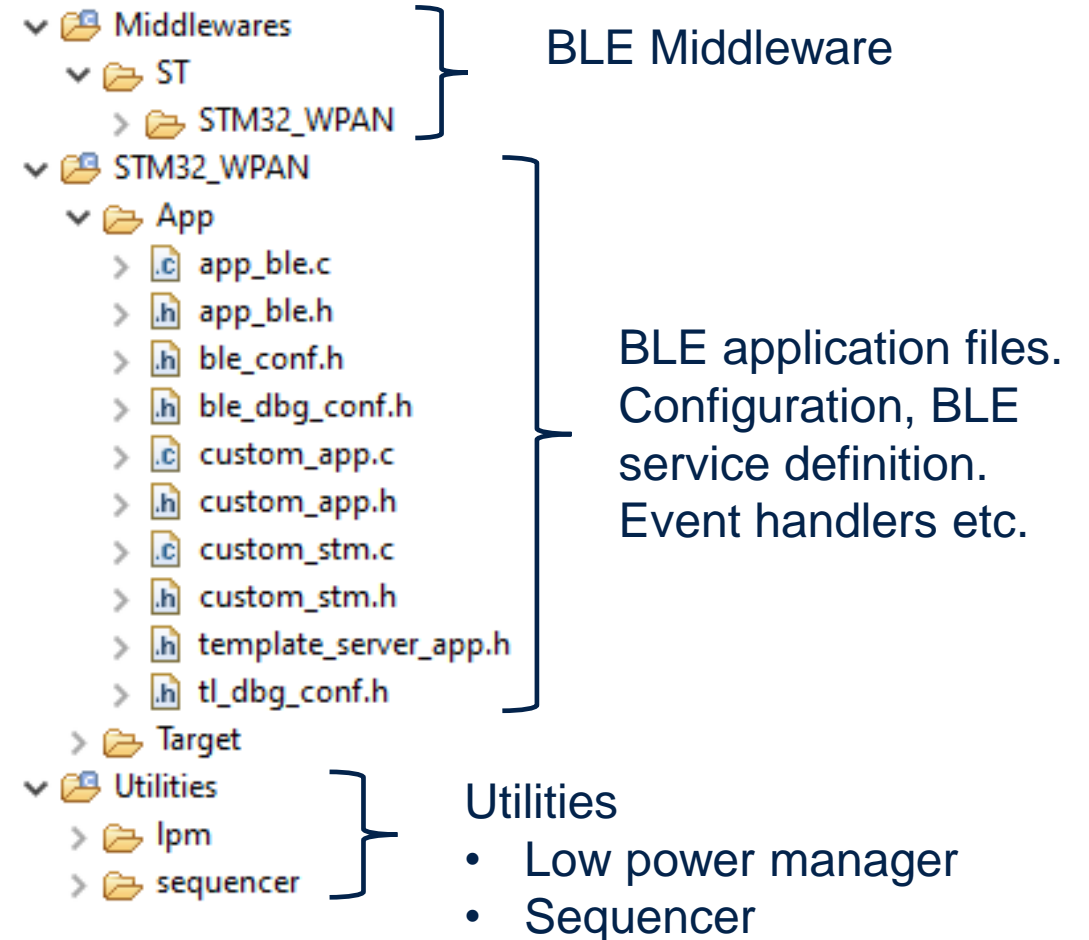 Middlewares
ST
STM32_WPAN
BLE Middleware
STM32_WPAN
App
.c app_ble.c
.h app_ble.h
.h ble_conf.h
.h ble_dbg_conf.h
.c custom_app.c
.h custom_app.h
.c custom_stm.c
.h custom_stm.h
.h template_server_app.h
.h tl_dbg_conf.h
BLE application files.
Configuration, BLE
service definition.
Event handlers etc.
Target
Utilities
lpm
sequencer
Utilities
• Low power manager
• Sequencer